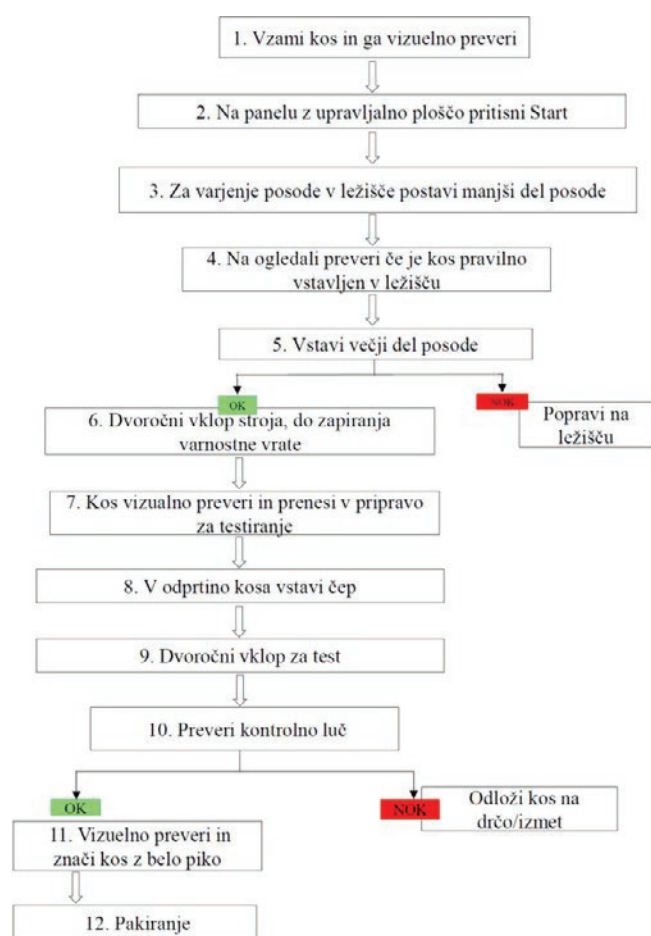 1. Vzami kos in ga vizuelno preveri
2. Na panelu z upravljalno ploščo pritisni Start
3. Za varjenje posode v ležišče postavi manjši del posode
4. Na ogledali preveri če je kos pravilno
vstavljen v ležišču
5. Vstavi večji del posode
OK
NOK
6. Dvoročni vklop stroja, do zapiranja
varnostne vrate
Popravi na
ležišču
7. Kos vizualno preveri in prenesi v pripravo
za testiranje
8. V odprtino kosa vstavi čep
9. Dvoročni vklop za test
10. Preveri kontrolno luč
OK
NOK
Odloži kos na
drčo/izmet
11. Vizuelno preveri in
znači kos z belo piko
12. Pakiranje